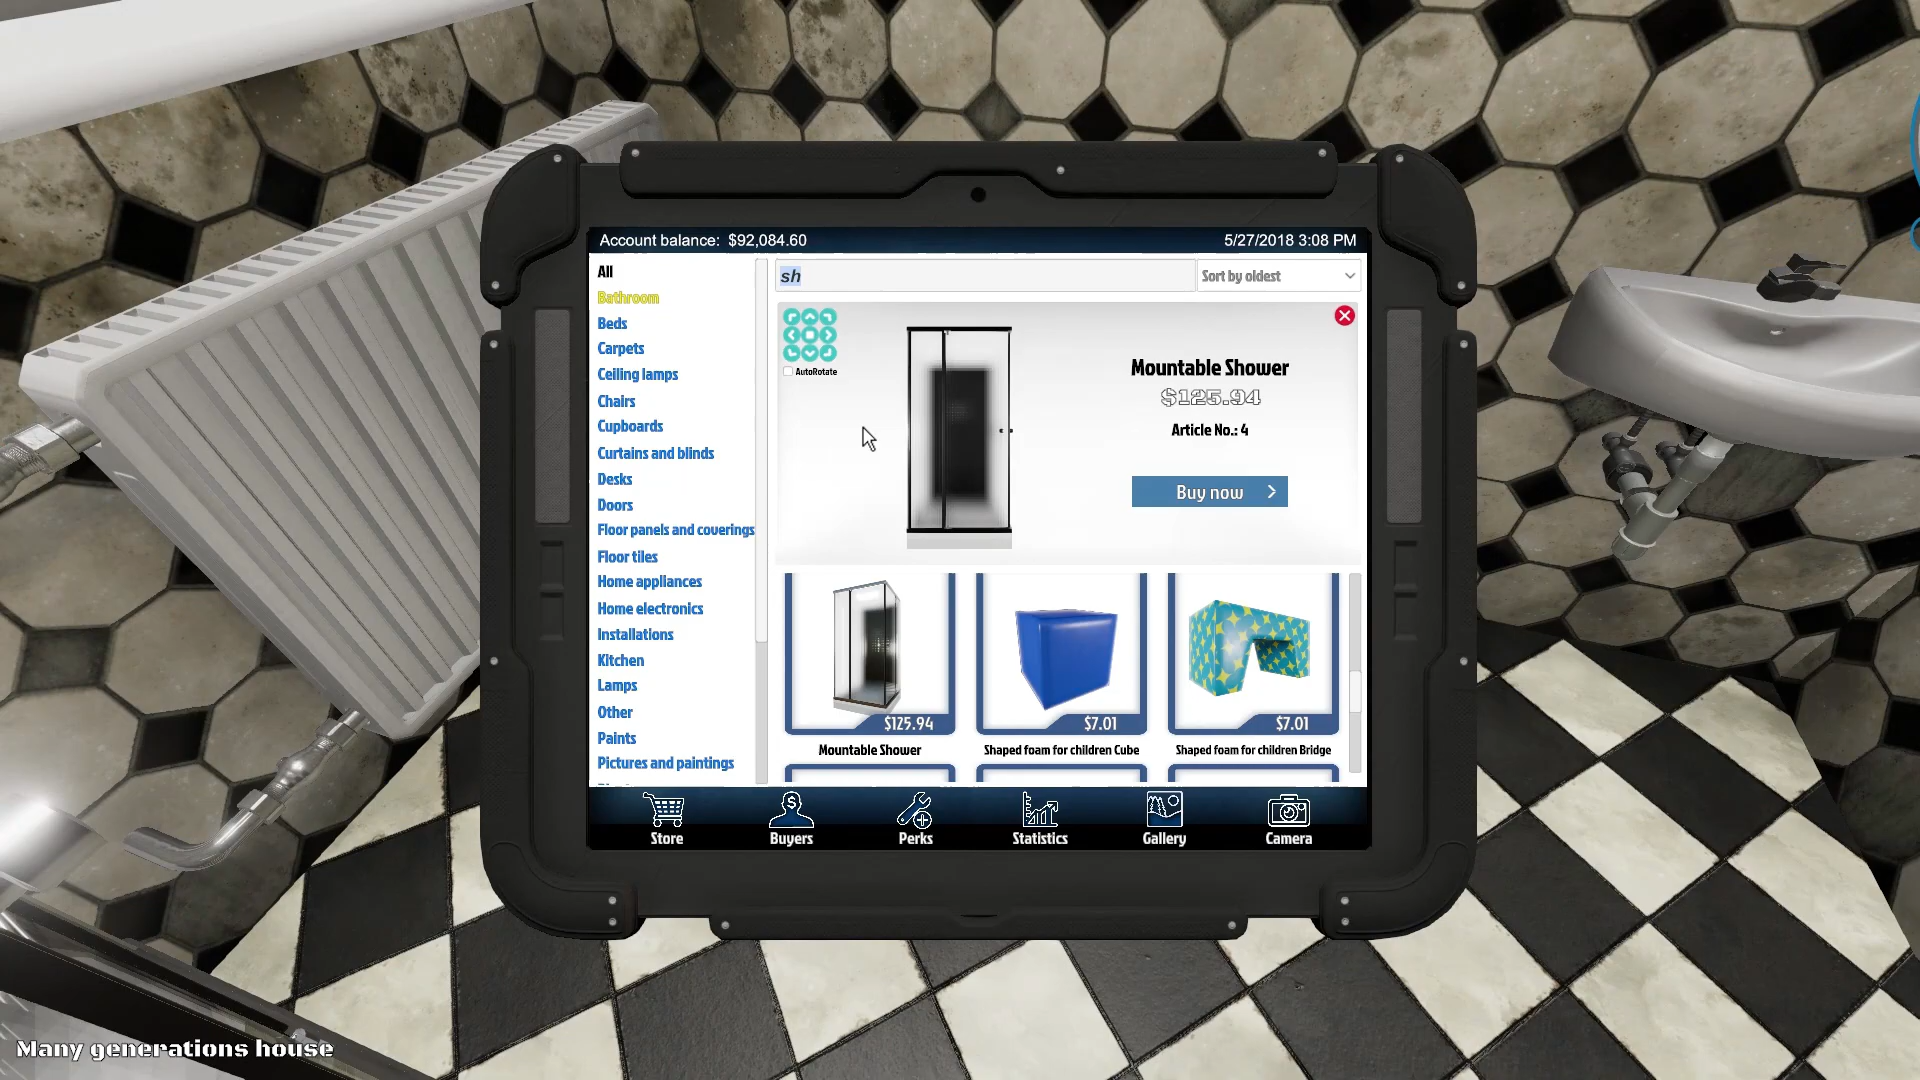 Account balance: $92,084.60
5/27/2018 3:08 PM
All
Bathroom
Beds
Carpets
Ceiling lamps
Chairs
Cupboards
Curtains and blinds
Desks
Doors
Floor panels and coverings
Floor tiles
Home appliances
Home electronics
Installations
Kitchen
Lamps
Other
Paints
Pictures and paintings
sh
Sort by oldest
AutoRotate
Mountable Shower
$125.94
Article No.: 4
Buy now
$125.94
Mountable Shower
$7.01
Shaped foam for children Cube
$7.01
Shaped foam for children Bridge
Store
Buyers
Perks
Statistics
Gallery
Camera
Many generations house